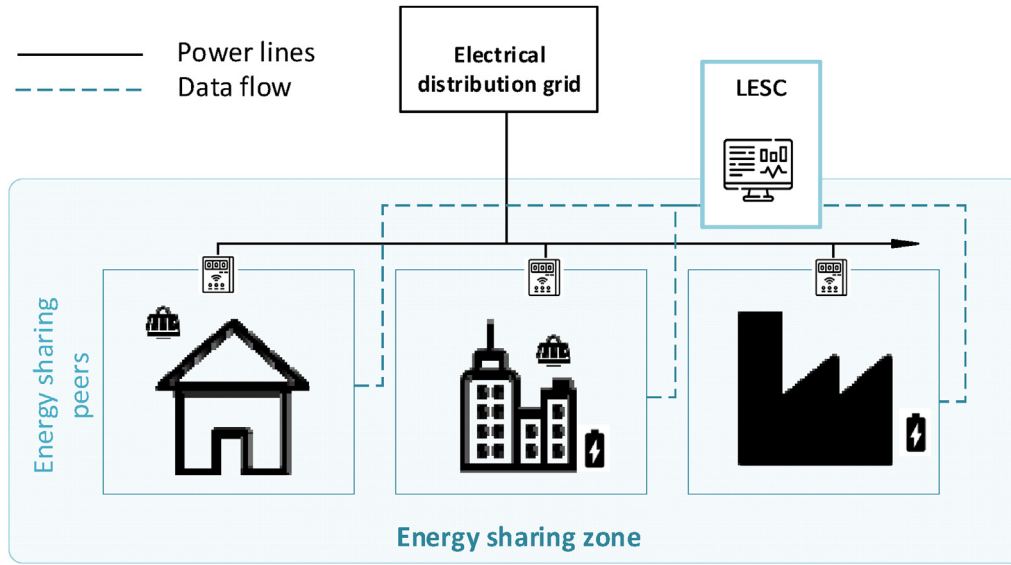 Power lines
Data flow
Electrical
distribution grid
LESC
Energy sharing
peers
Energy sharing zone